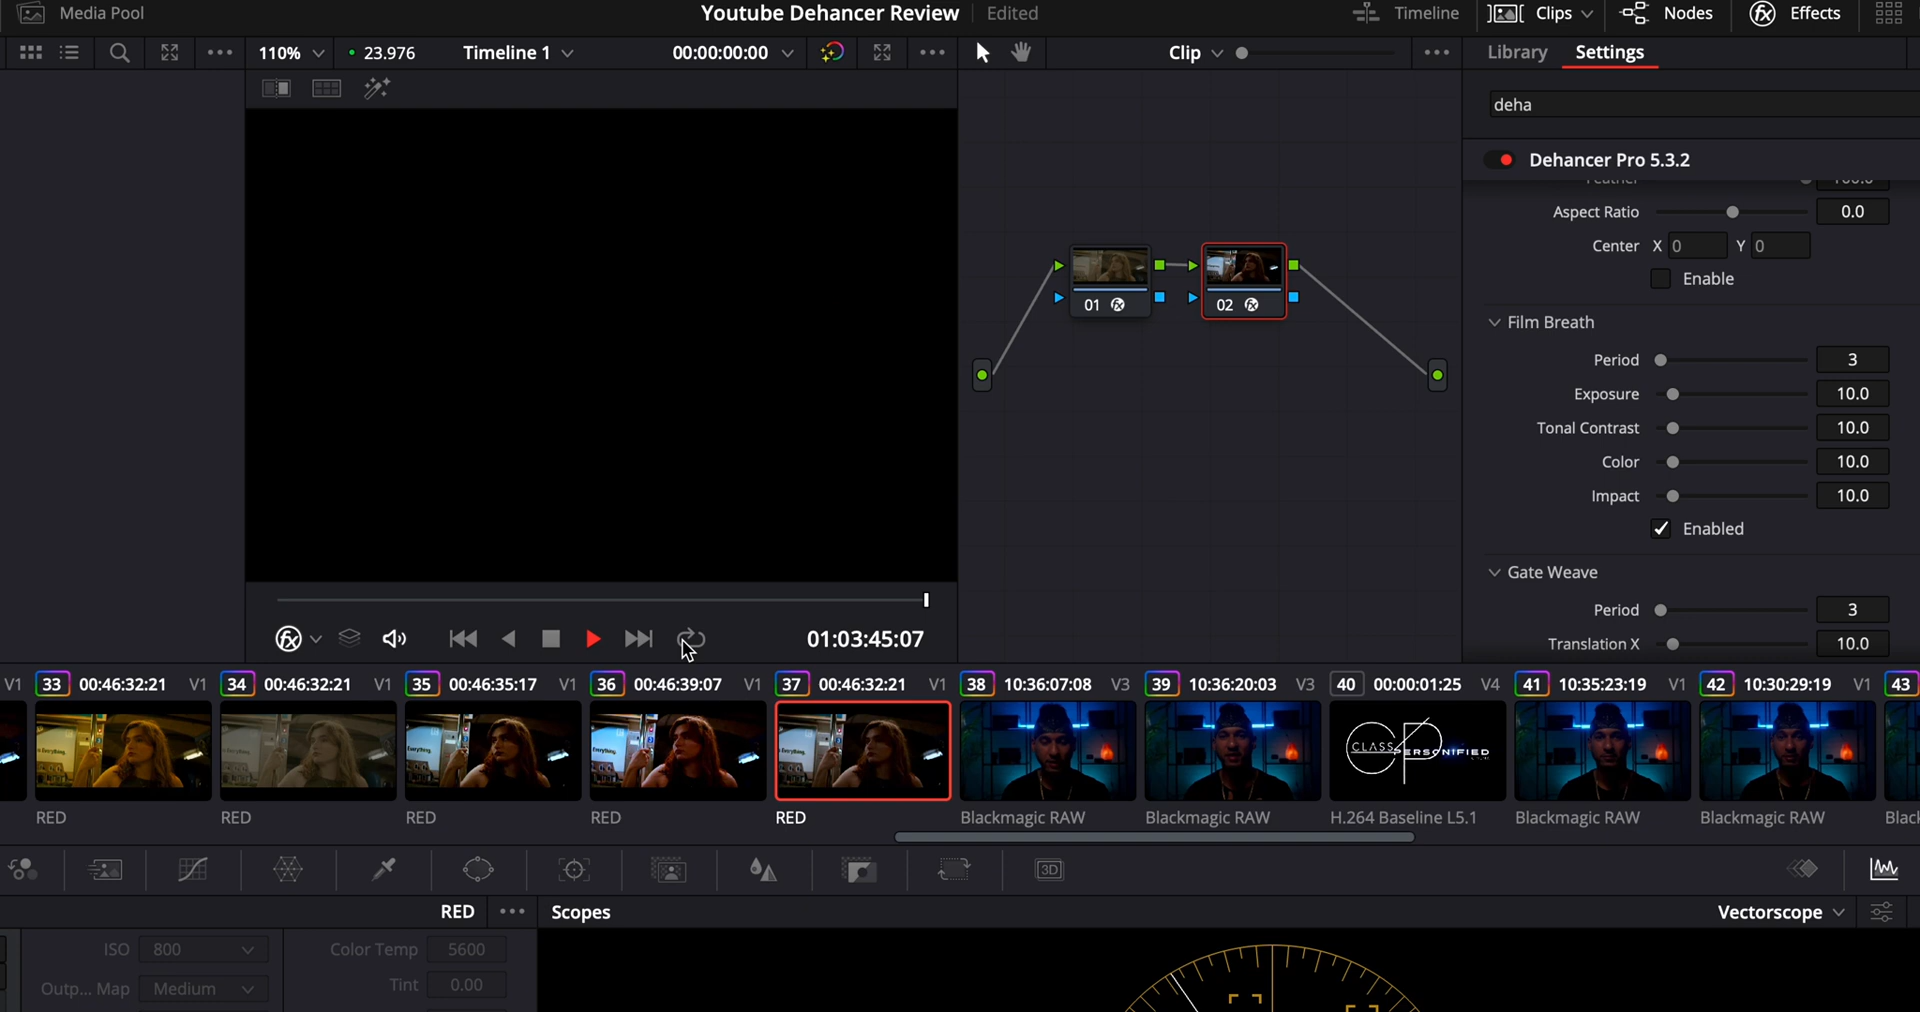 Media Pool
Youtube Dehancer Review
Edited
Timeline
Clips
Nodes
Effects
110%
23.976
Timeline 1
00:00:00:00
Clip
Library
Settings
deha
Dehancer Pro 5.3.2
Aspect Ratio 0.0
Center X 0 Y 0
Enable
Film Breath
Period 3
Exposure 10.0
Tonal Contrast 10.0
Color 10.0
Impact 10.0
Enabled
Gate Weave
Period 3
Translation X 10.0
01 fx
02 fx
fx
01:03:45:07
V1
33 00:46:32:21 V1
34 00:46:32:21 V1
35 00:46:35:17 V1
36 00:46:39:07 V1
37 00:46:32:21 V1
38 10:36:07:08 V3
39 10:36:20:03 V3
40 00:00:01:25 V4
41 10:35:23:19 V1
42 10:30:29:19 V1
43
CLASS PERSONIFIED
RED
RED
RED
RED
RED
Blackmagic RAW
Blackmagic RAW
H.264 Baseline L5.1
Blackmagic RAW
Blackmagic RAW
Blac
3D
RED
Scopes
Vectorscope
ISO 800
Color Temp 5600
Outp... Map Medium
Tint 0.00